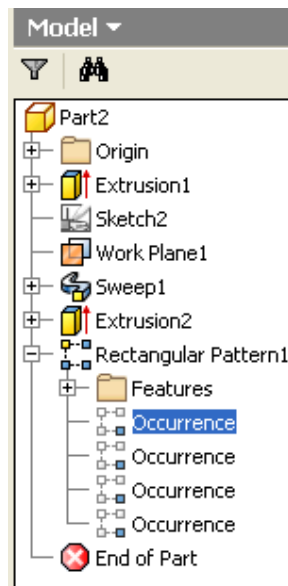 Model
Part2
Origin
Extrusion1
Sketch2
Work Plane1
Sweep1
Extrusion2
Rectangular Pattern1
Features
Occurrence
Occurrence
Occurrence
Occurrence
End of Part